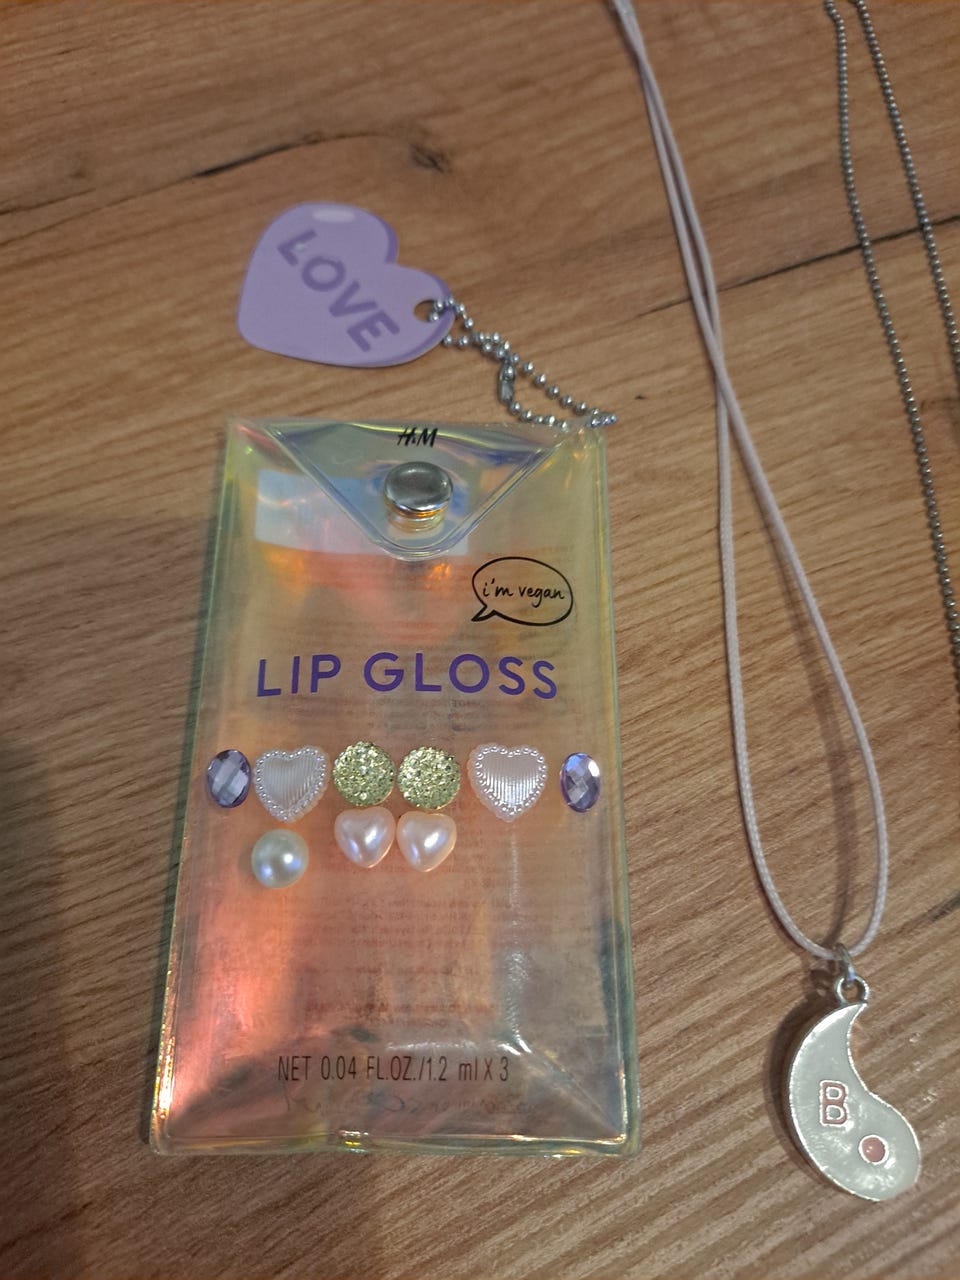 LOVE
H&M
i'm vegan
LIP GLOSS
NET 0.04 FL.OZ./1.2 ml X 3
B